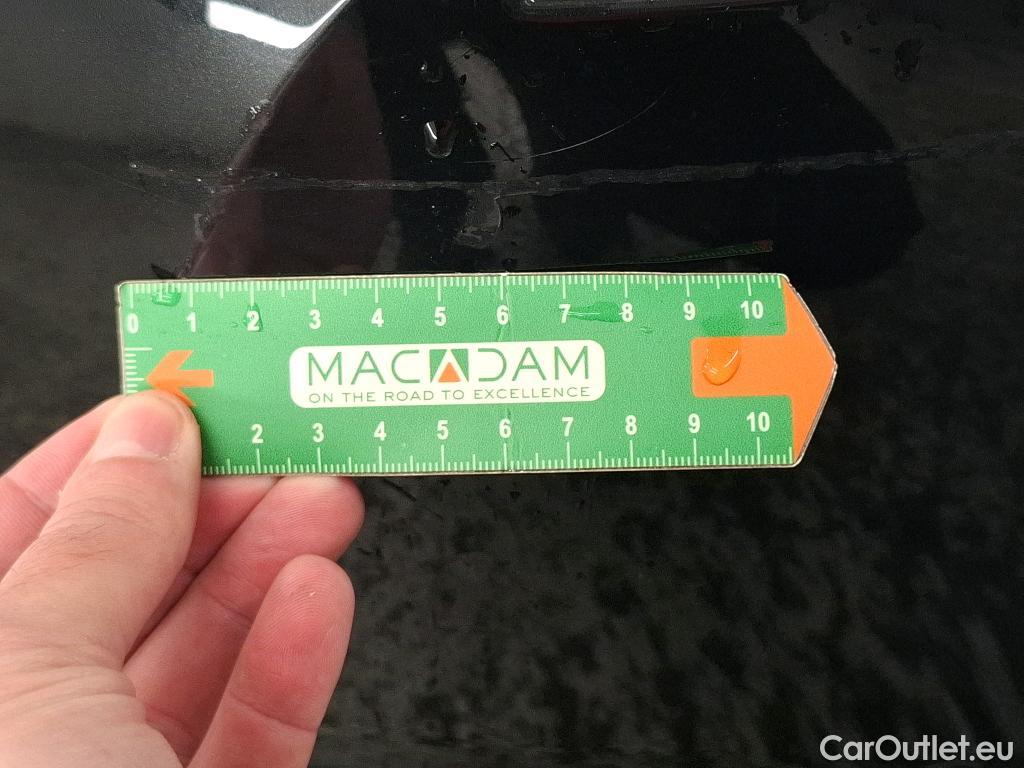 0 1 2 3 4 5 6 7 8 9 10
MACADAM
ON THE ROAD TO EXCELLENCE
2 3 4 5 6 7 8 9 10
CarOutlet.eu